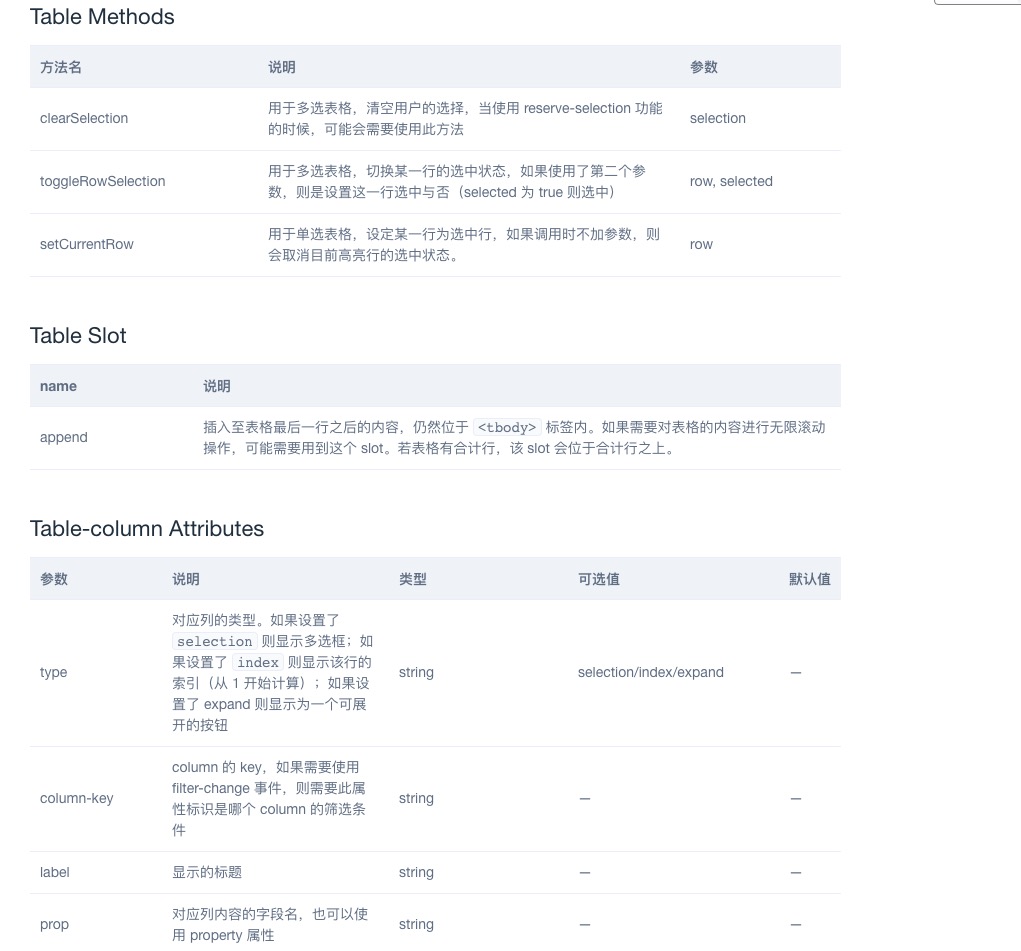 Table Methods
方法名 说明 参数
clearSelection
用于多选表格，清空用户的选择，当使用 reserve-selection 功能
的时候，可能会需要使用此方法
selection
toggleRowSelection
用于多选表格，切换某一行的选中状态，如果使用了第二个参
数，则是设置这一行选中与否（selected 为 true 则选中）
row, selected
setCurrentRow
用于单选表格，设定某一行为选中行，如果调用时不加参数，则
会取消目前高亮行的选中状态。
row
Table Slot
name 说明
append
插入至表格最后一行之后的内容，仍然位于 <tbody> 标签内。如果需要对表格的内容进行无限滚动
操作，可能需要用到这个 slot。若表格有合计行，该 slot 会位于合计行之上。
Table-column Attributes
参数 说明 类型 可选值 默认值
type
对应列的类型。如果设置了
selection 则显示多选框；如
果设置了 index 则显示该行的
索引（从 1 开始计算）；如果设
置了 expand 则显示为一个可展
开的按钮
string
selection/index/expand
—
column-key
column 的 key，如果需要使用
filter-change 事件，则需要此属
性标识是哪个 column 的筛选条
件
string
—
—
label 显示的标题 string — —
prop
对应列内容的字段名，也可以使
用 property 属性
string
—
—